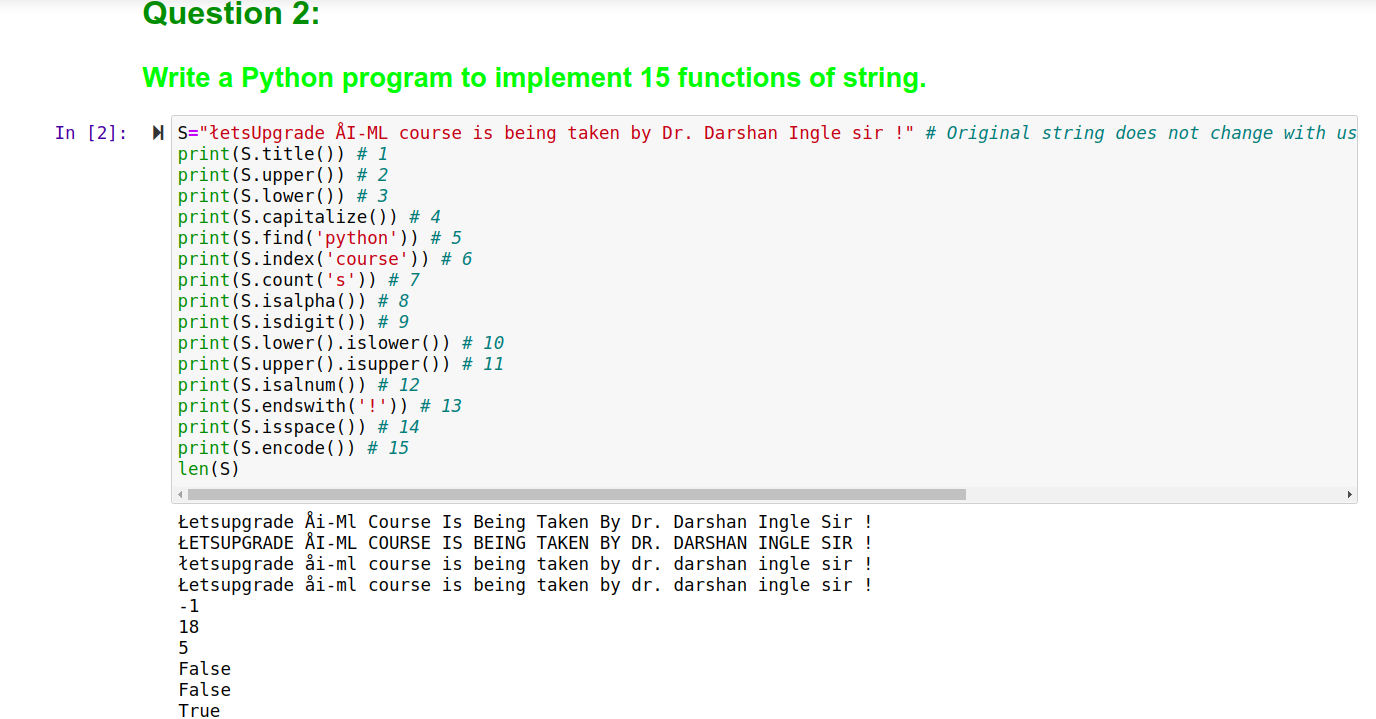 Question 2:
Write a Python program to implement 15 functions of string.
In [2]:
S="łetsUpgrade ÅI-ML course is being taken by Dr. Darshan Ingle sir !" # Original string does not change with us
print(S.title()) # 1
print(S.upper()) # 2
print(S.lower()) # 3
print(S.capitalize()) # 4
print(S.find('python')) # 5
print(S.index('course')) # 6
print(S.count('s')) # 7
print(S.isalpha()) # 8
print(S.isdigit()) # 9
print(S.lower().islower()) # 10
print(S.upper().isupper()) # 11
print(S.isalnum()) # 12
print(S.endswith('!')) # 13
print(S.isspace()) # 14
print(S.encode()) # 15
len(S)
Łetsupgrade Åi-Ml Course Is Being Taken By Dr. Darshan Ingle Sir !
ŁETSUPGRADE ÅI-ML COURSE IS BEING TAKEN BY DR. DARSHAN INGLE SIR !
łetsupgrade åi-ml course is being taken by dr. darshan ingle sir !
Łetsupgrade åi-ml course is being taken by dr. darshan ingle sir !
-1
18
5
False
False
True